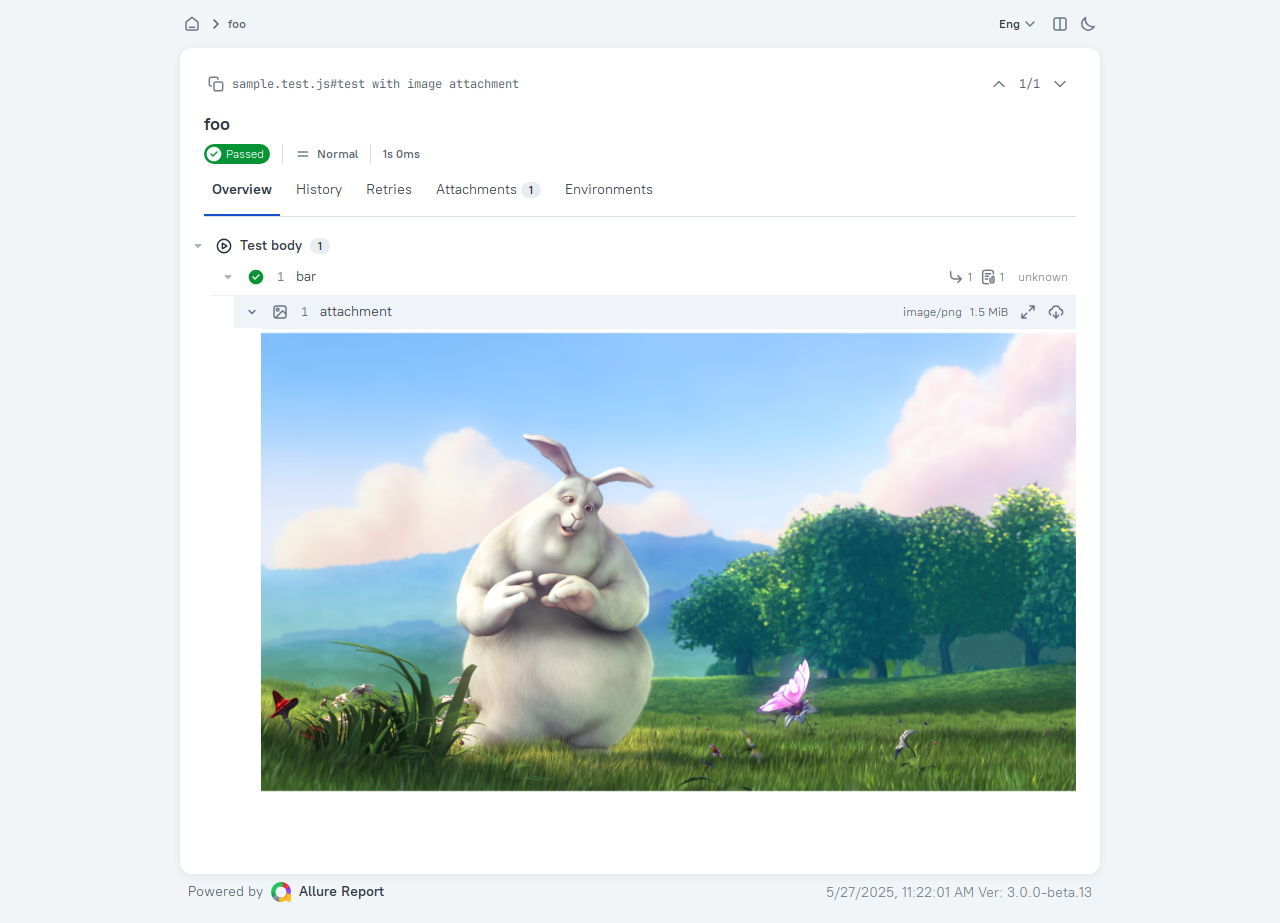 foo
Eng
sample.test.js#test with image attachment
1/1
foo
Passed
Normal
1s 0ms
Overview
History
Retries
Attachments 1
Environments
Test body 1
1 bar
1
1
unknown
1 attachment
image/png 1.5 MiB
Powered by Allure Report
5/27/2025, 11:22:01 AM Ver: 3.0.0-beta.13